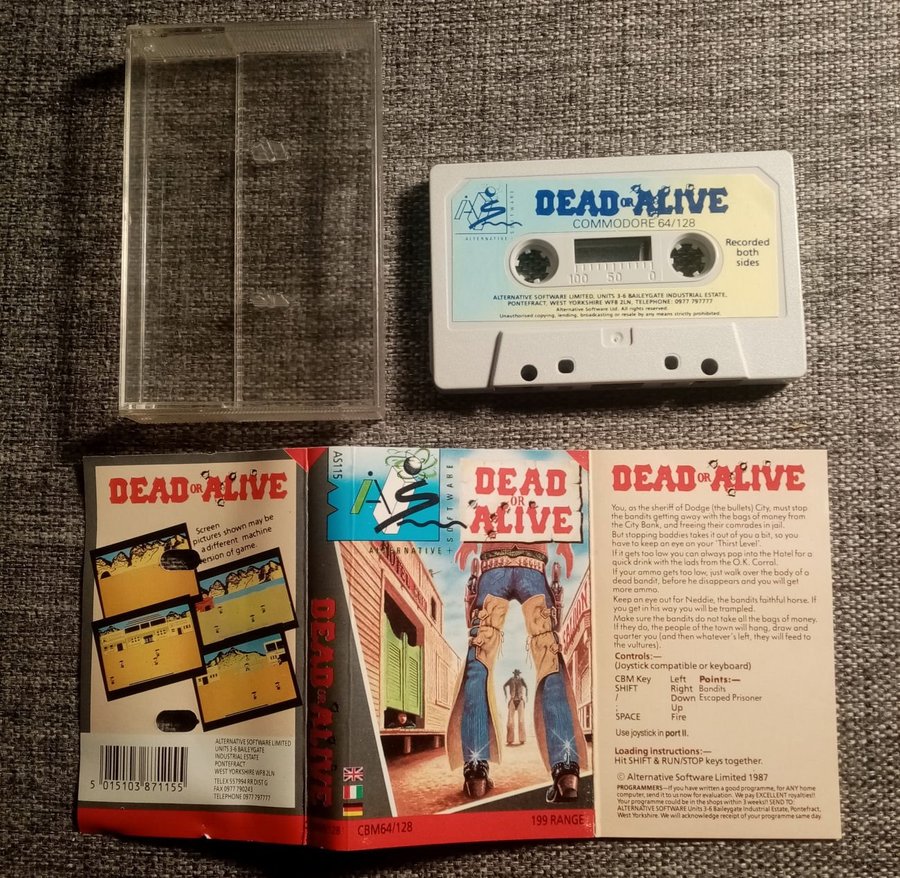 DEAD OR ALIVE
COMMODORE 64/128
ALTERNATIVE
SOFTWARE
Recorded
both
sides
100 50 0
ALTERNATIVE SOFTWARE LIMITED, UNITS 3-6 BAILEYGATE INDUSTRIAL ESTATE,
PONTEFRACT, WEST YORKSHIRE WF8 2LN, TELEPHONE: 0977 797777
Alternative Software Ltd. All rights reserved.
Unauthorised copying, lending, broadcasting or resale by any means strictly prohibited.
DEAD OR ALIVE
Screen
pictures shown may be
a different machine
version of game.
5 015103 871155
ALTERNATIVE SOFTWARE LIMITED
UNITS 3-6 BAILEYGATE
INDUSTRIAL ESTATE
PONTEFRACT
WEST YORKSHIRE WF8 2LN
TELEX 557994 RR DIST G
FAX 0977 790243
TELEPHONE 0977 797777
AS115
DEAD OR ALIVE
ALTERNATIVE
SOFTWARE
DEAD
OR
ALIVE
CBM64/128
199 RANGE
DEAD OR ALIVE
You, as the sheriff of Dodge (the bullets) City, must stop
the bandits getting away with the bags of money from
the City Bank, and freeing their comrades in jail.
But stopping baddies takes it out of you a bit, so you
have to keep an eye on your 'Thirst Level'.
If it gets too low you can always pop into the Hotel for a
quick drink with the lads from the O.K. Corral.
If your ammo gets too low, just walk over the body of a
dead bandit, before he disappears and you will get
more ammo.
Keep an eye out for Neddie, the bandits faithful horse. If
you get in his way you will be trampled.
Make sure the bandits do not take all the bags of money.
If they do, the people of the town will hang, draw and
quarter you (and then whatever's left, they will feed to
the vultures).
Controls:—
(Joystick compatible or keyboard)
CBM Key Left Points:—
SHIFT Right Bandits
/ Down Escaped Prisoner
; Up
SPACE Fire
Use joystick in port II.
Loading instructions:—
Hit SHIFT & RUN/STOP keys together.
© Alternative Software Limited 1987
PROGRAMMERS—If you have written a good programme, for ANY home
computer, send it to us now for evaluation. We pay EXCELLENT royalties!!
Your programme could be in the shops within 3 weeks!! SEND TO:
ALTERNATIVE SOFTWARE Units 3-6 Baileygate Industrial Estate, Pontefract,
West Yorkshire. We will acknowledge receipt of your programme same day.